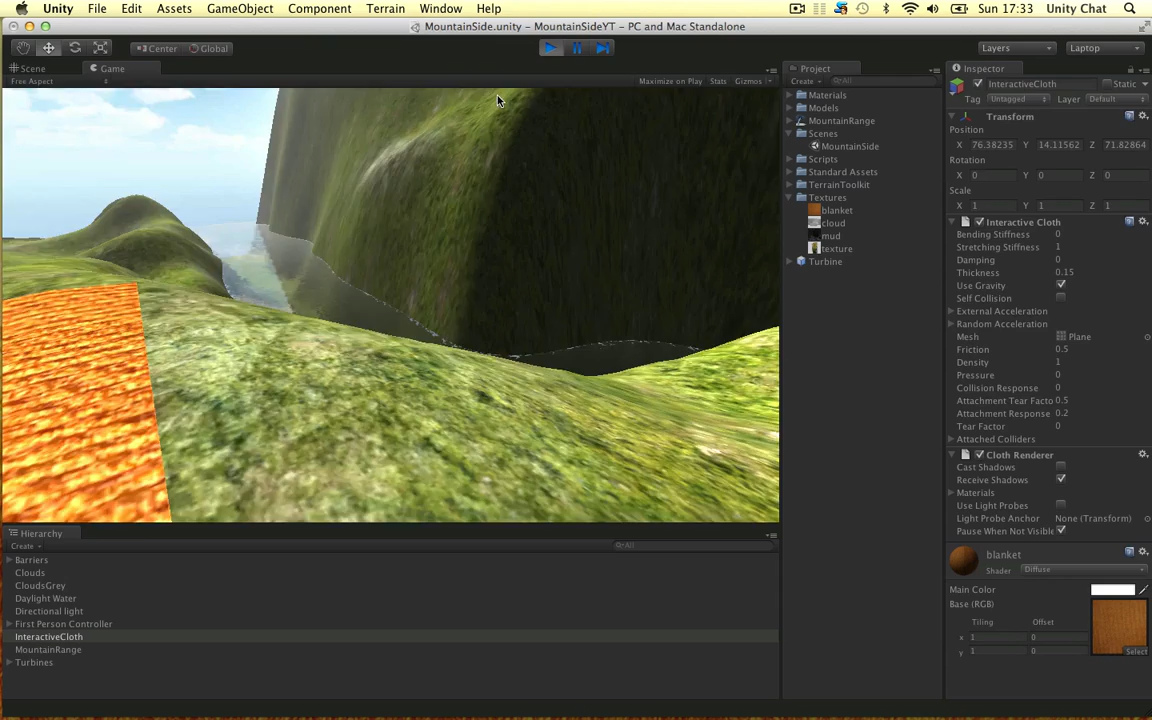 Unity File Edit Assets GameObject Component Terrain Window Help Sun 17:33 Unity Chat
MountainSide.unity - MountainSideYT - PC and Mac Standalone
Center Global Layers Laptop
Scene Game
Free Aspect Maximize on Play Stats Gizmos
Project
Create All
Materials
Models
MountainRange
Scenes
MountainSide
Scripts
Standard Assets
TerrainToolkit
Textures
blanket
cloud
mud
texture
Turbine
Inspector
InteractiveCloth Static
Tag Untagged Layer Default
Transform
Position
X 76.38235 Y 14.11562 Z 71.82864
Rotation
X 0 Y 0 Z 0
Scale
X 1 Y 1 Z 1
Interactive Cloth
Bending Stiffness 0
Stretching Stiffness 1
Damping 0
Thickness 0.15
Use Gravity
Self Collision
External Acceleration
Random Acceleration
Mesh Plane
Friction 0.5
Density 1
Pressure 0
Collision Response 0
Attachment Tear Facto 0.5
Attachment Response 0.2
Tear Factor 0
Attached Colliders
Cloth Renderer
Cast Shadows
Receive Shadows
Materials
Use Light Probes
Light Probe Anchor None (Transform)
Pause When Not Visible
blanket
Shader Diffuse
Main Color
Base (RGB)
Tiling Offset
x 1 0
y 1 0
Select
Hierarchy
Create All
Barriers
Clouds
CloudsGrey
Daylight Water
Directional light
First Person Controller
InteractiveCloth
MountainRange
Turbines